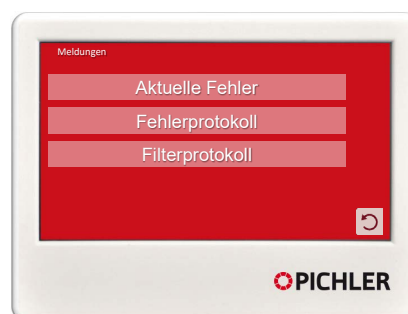 Meldungen
Aktuelle Fehler
Fehlerprotokoll
Filterprotokoll
PICHLER